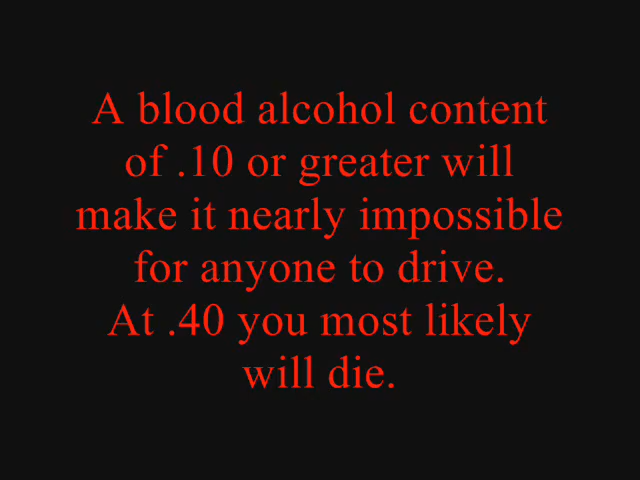 A blood alcohol content
of .10 or greater will
make it nearly impossible
for anyone to drive.
At .40 you most likely
will die.